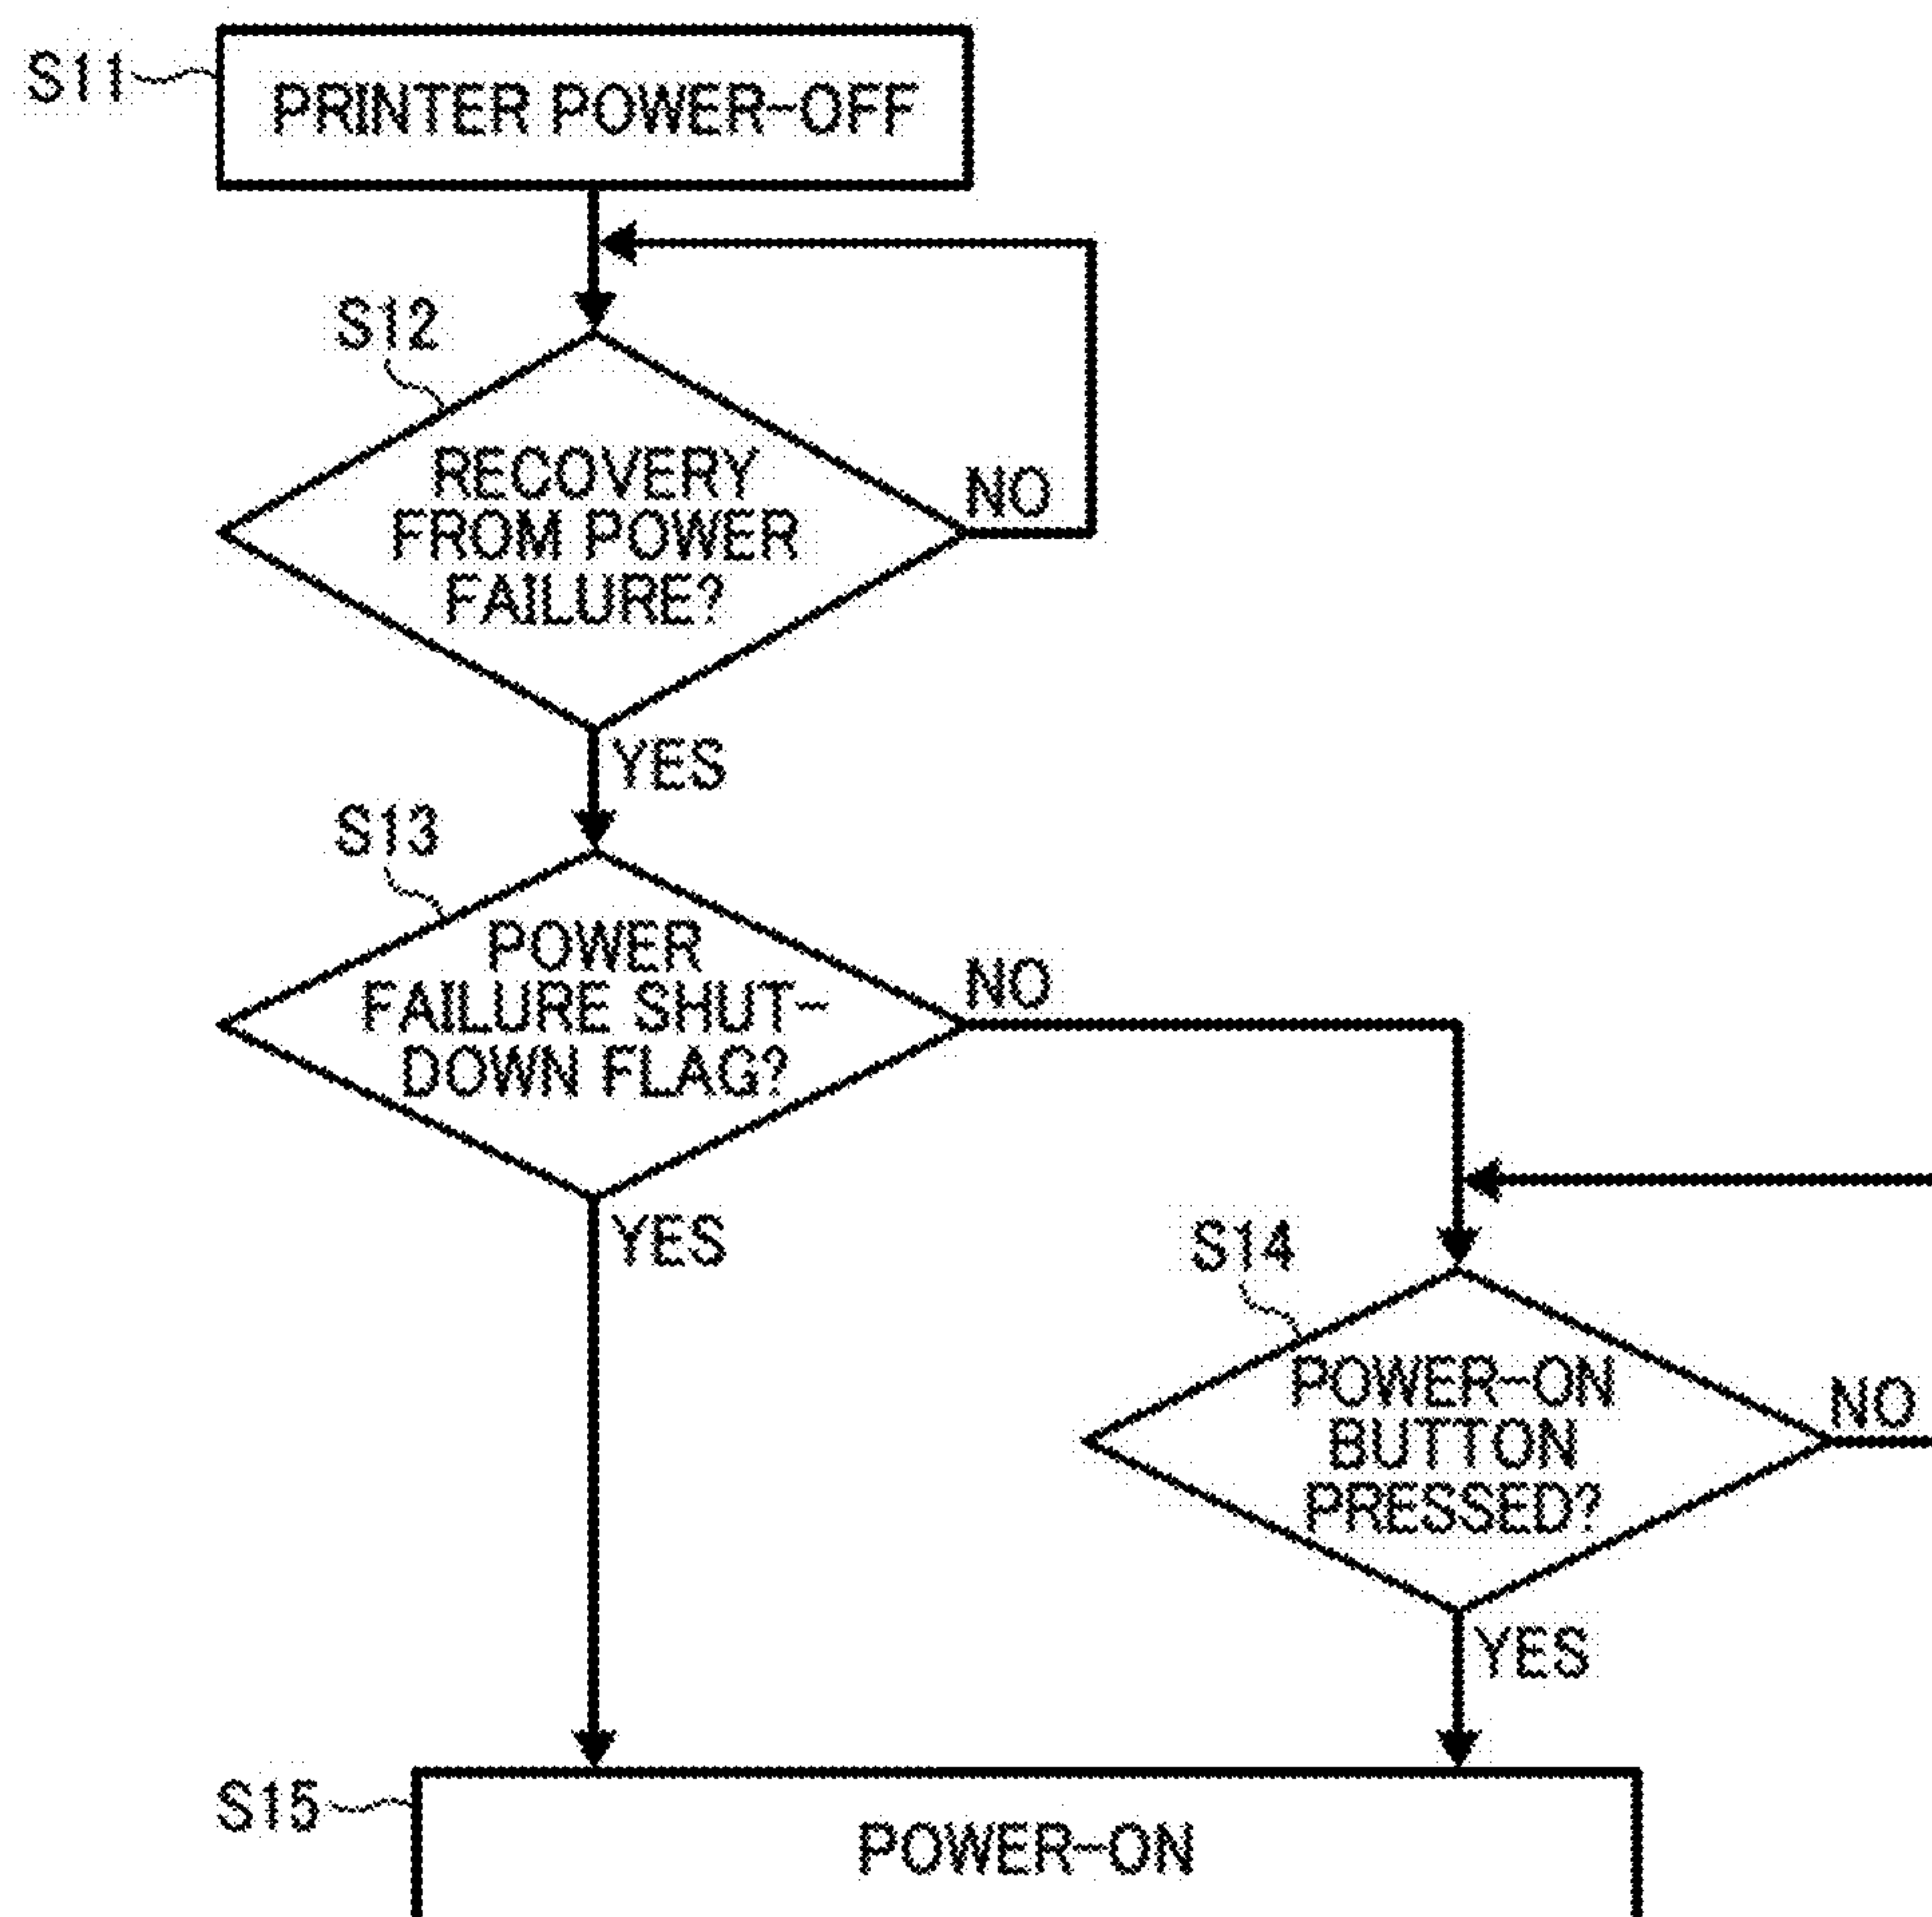 S11
PRINTER POWER-OFF
S12
RECOVERY
FROM POWER
FAILURE?
NO
YES
S13
POWER
FAILURE SHUT-
DOWN FLAG?
NO
YES
S14
POWER-ON
BUTTON
PRESSED?
NO
YES
S15
POWER-ON